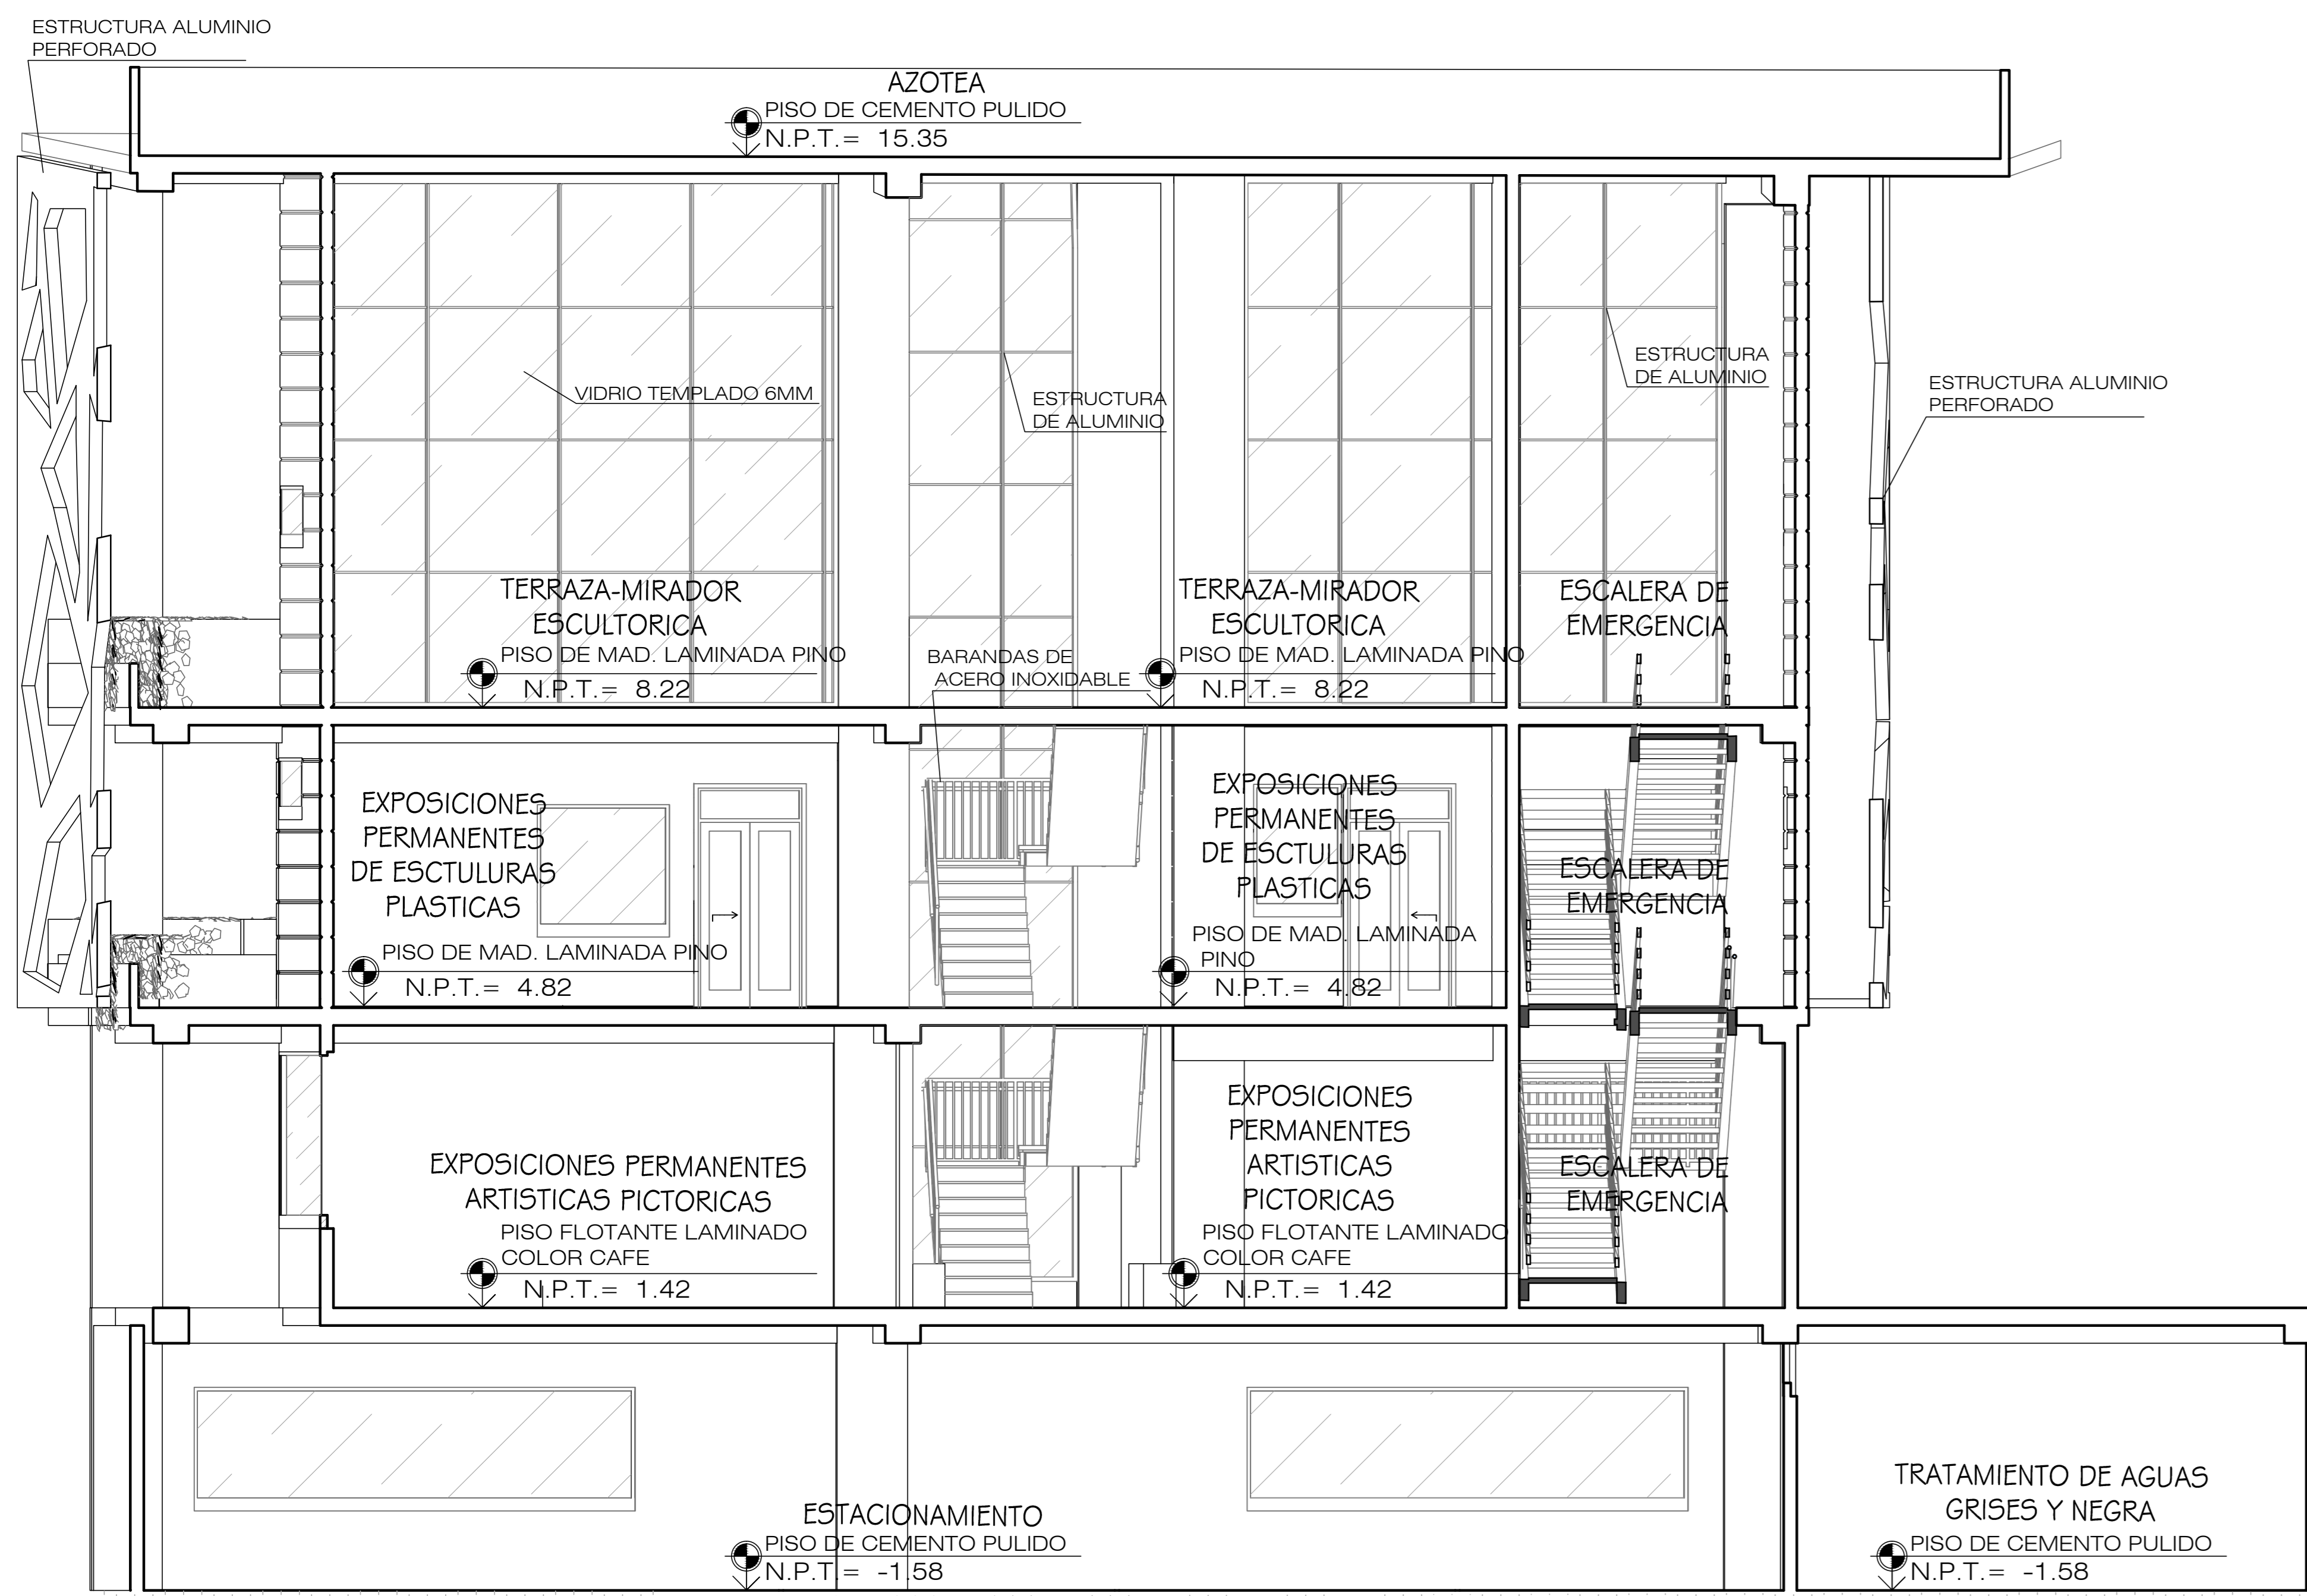 ESTRUCTURA ALUMINIO
PERFORADO
AZOTEA
PISO DE CEMENTO PULIDO
N.P.T.= 15.35
VIDRIO TEMPLADO 6MM
ESTRUCTURA
DE ALUMINIO
ESTRUCTURA
DE ALUMINIO
ESTRUCTURA ALUMINIO
PERFORADO
TERRAZA-MIRADOR
ESCULTORICA
PISO DE MAD. LAMINADA PINO
N.P.T.= 8.22
BARANDAS DE
ACERO INOXIDABLE
TERRAZA-MIRADOR
ESCULTORICA
PISO DE MAD. LAMINADA PINO
N.P.T.= 8.22
ESCALERA DE
EMERGENCIA
EXPOSICIONES
PERMANENTES
DE ESCTULURAS
PLASTICAS
PISO DE MAD. LAMINADA PINO
N.P.T.= 4.82
EXPOSICIONES
PERMANENTES
DE ESCTULURAS
PLASTICAS
PISO DE MAD. LAMINADA
PINO
N.P.T.= 4.82
ESCALERA DE
EMERGENCIA
EXPOSICIONES PERMANENTES
ARTISTICAS PICTORICAS
PISO FLOTANTE LAMINADO
COLOR CAFE
N.P.T.= 1.42
EXPOSICIONES
PERMANENTES
ARTISTICAS
PICTORICAS
PISO FLOTANTE LAMINADO
COLOR CAFE
N.P.T.= 1.42
ESCALERA DE
EMERGENCIA
ESTACIONAMIENTO
PISO DE CEMENTO PULIDO
N.P.T.= -1.58
TRATAMIENTO DE AGUAS
GRISES Y NEGRA
PISO DE CEMENTO PULIDO
N.P.T.= -1.58